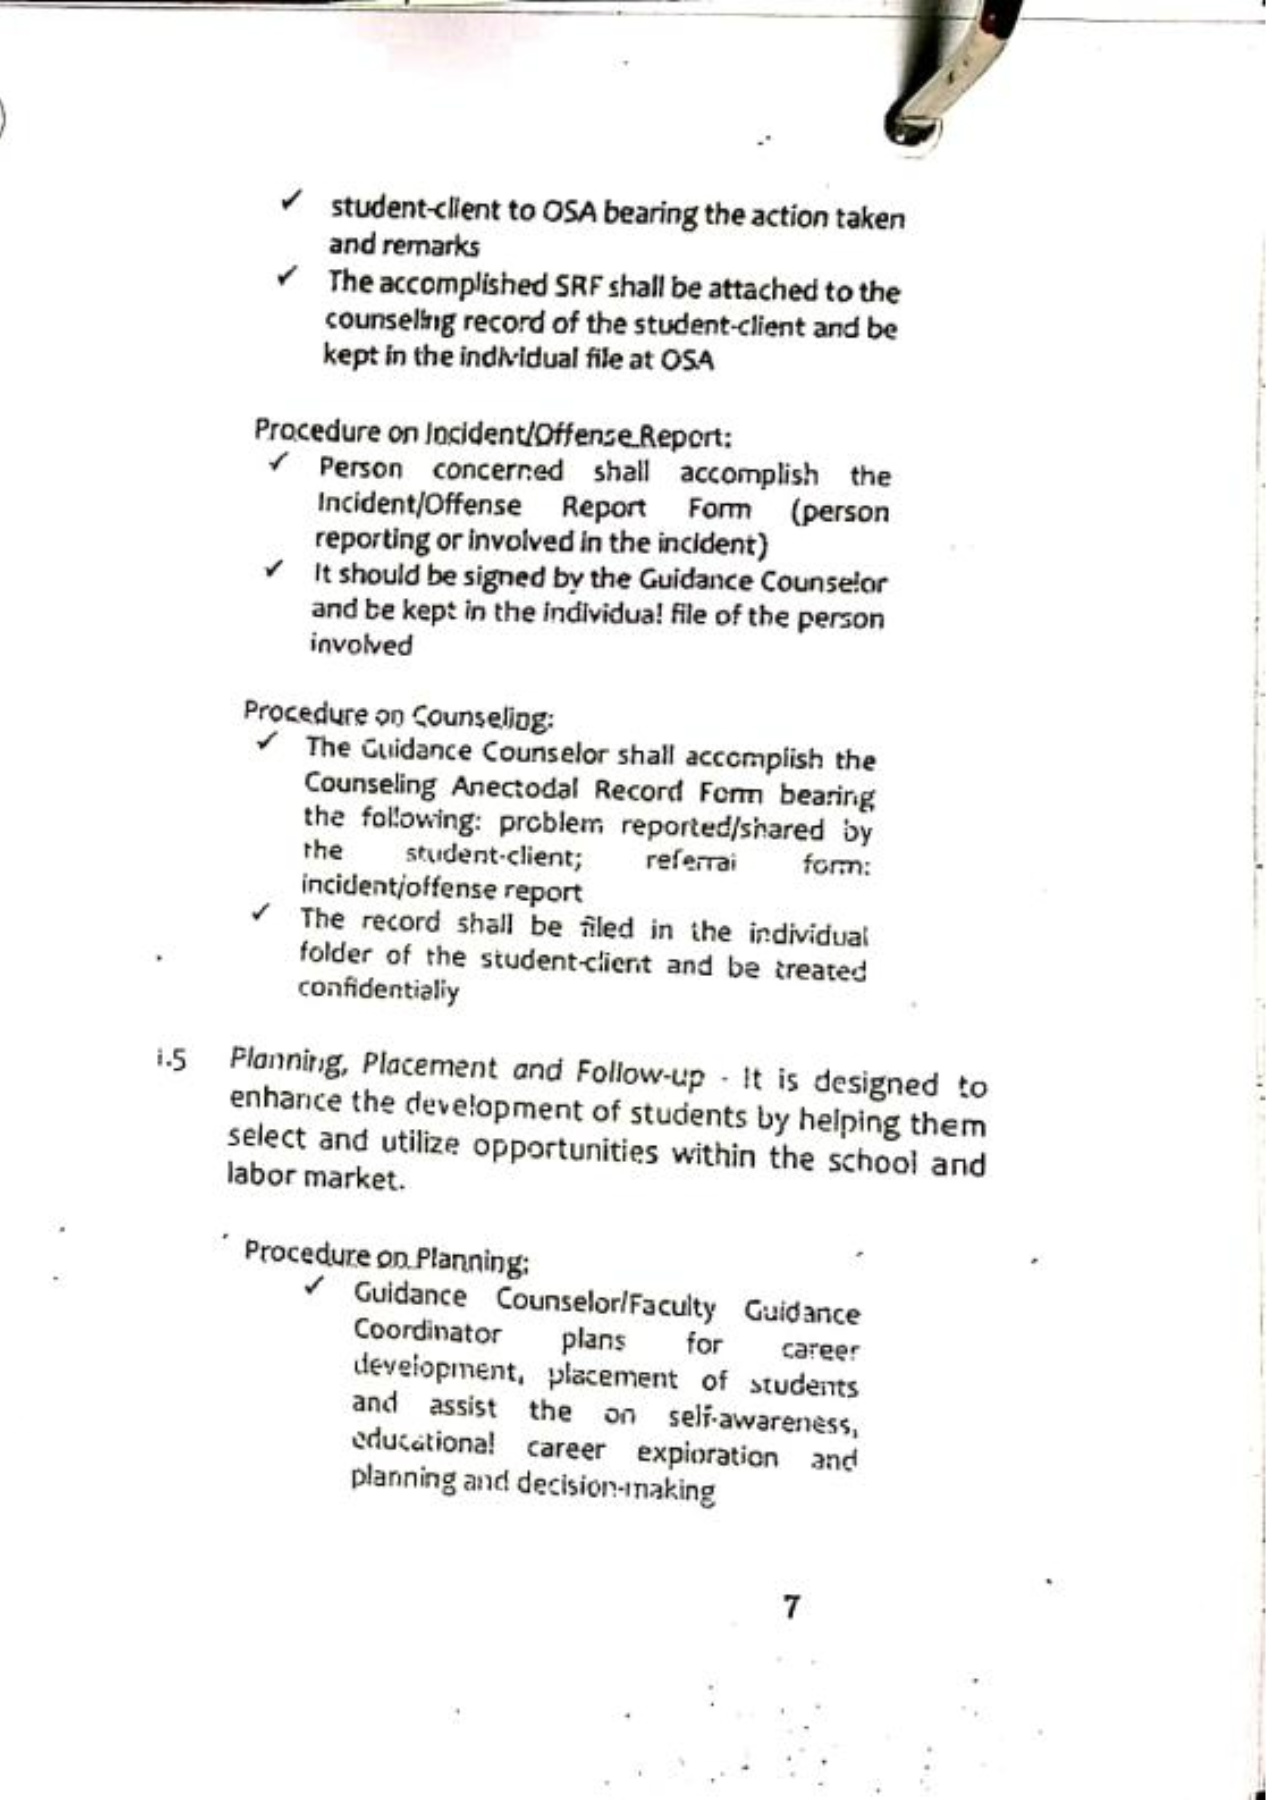 ✓ student-client to OSA bearing the action taken
and remarks
✓ The accomplished SRF shall be attached to the
counseling record of the student-client and be
kept in the individual file at OSA
Procedure on Incident/Offense Report:
✓ Person concerned shall accomplish the
Incident/Offense Report Form (person
reporting or involved in the incident)
✓ It should be signed by the Guidance Counselor
and be kept in the individual file of the person
involved
Procedure on Counseling:
✓ The Guidance Counselor shall accomplish the
Counseling Anectodal Record Form bearing
the following: problem reported/shared by
the student-client; referral form:
incident/offense report
✓ The record shall be filed in the individual
folder of the student-client and be treated
confidentially
i.5 Planning, Placement and Follow-up - It is designed to
enhance the development of students by helping them
select and utilize opportunities within the school and
labor market.
Procedure on Planning:
✓ Guidance Counselor/Faculty Guidance
Coordinator plans for career
development, placement of students
and assist the on self-awareness,
educational career exploration and
planning and decision-making
7